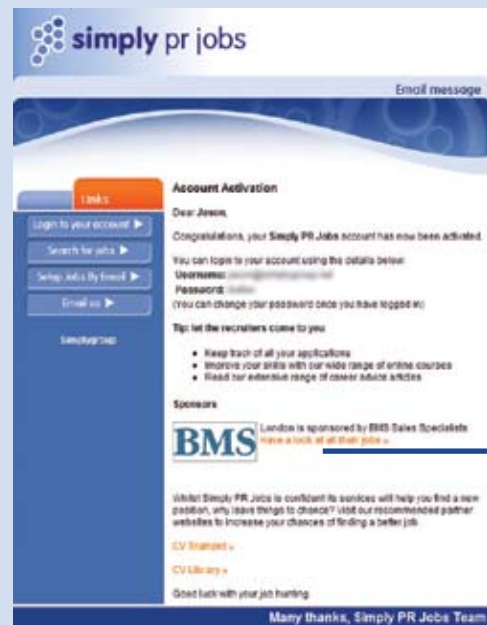 simply pr jobs
Email message
Links
Login to your account
Search for jobs
Setup Jobs By Email
Email us
Simplygroup
Account Activation
Dear Jason,
Congratulations, your Simply PR Jobs account has now been activated.
You can login to your account using the details below:
Username:
Password:
(You can change your password once you have logged in)
Tip: let the recruiters come to you
Keep track of all your applications
Improve your skills with our wide range of online courses
Read our extensive range of career advice articles
Sponsors
BMS
London is sponsored by BMS Sales Specialists
Have a look at all their jobs »
Whilst Simply PR Jobs is confident its services will help you find a new
position, why leave things to chance? Visit our recommended partner
websites to increase your chances of finding a better job.
CV Trumpet »
CV Library »
Good luck with your job hunting.
Many thanks, Simply PR Jobs Team